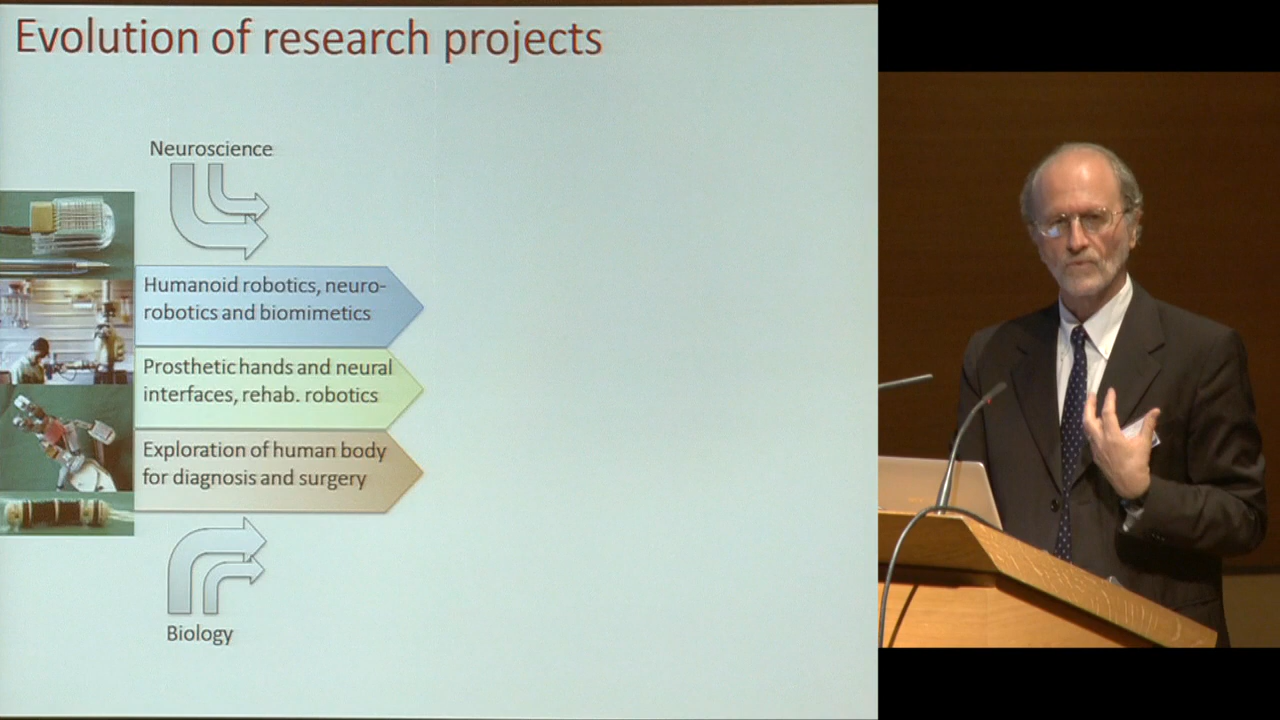 Evolution of research projects
Neuroscience
Humanoid robotics, neuro-
robotics and biomimetics
Prosthetic hands and neural
interfaces, rehab. robotics
Exploration of human body
for diagnosis and surgery
Biology